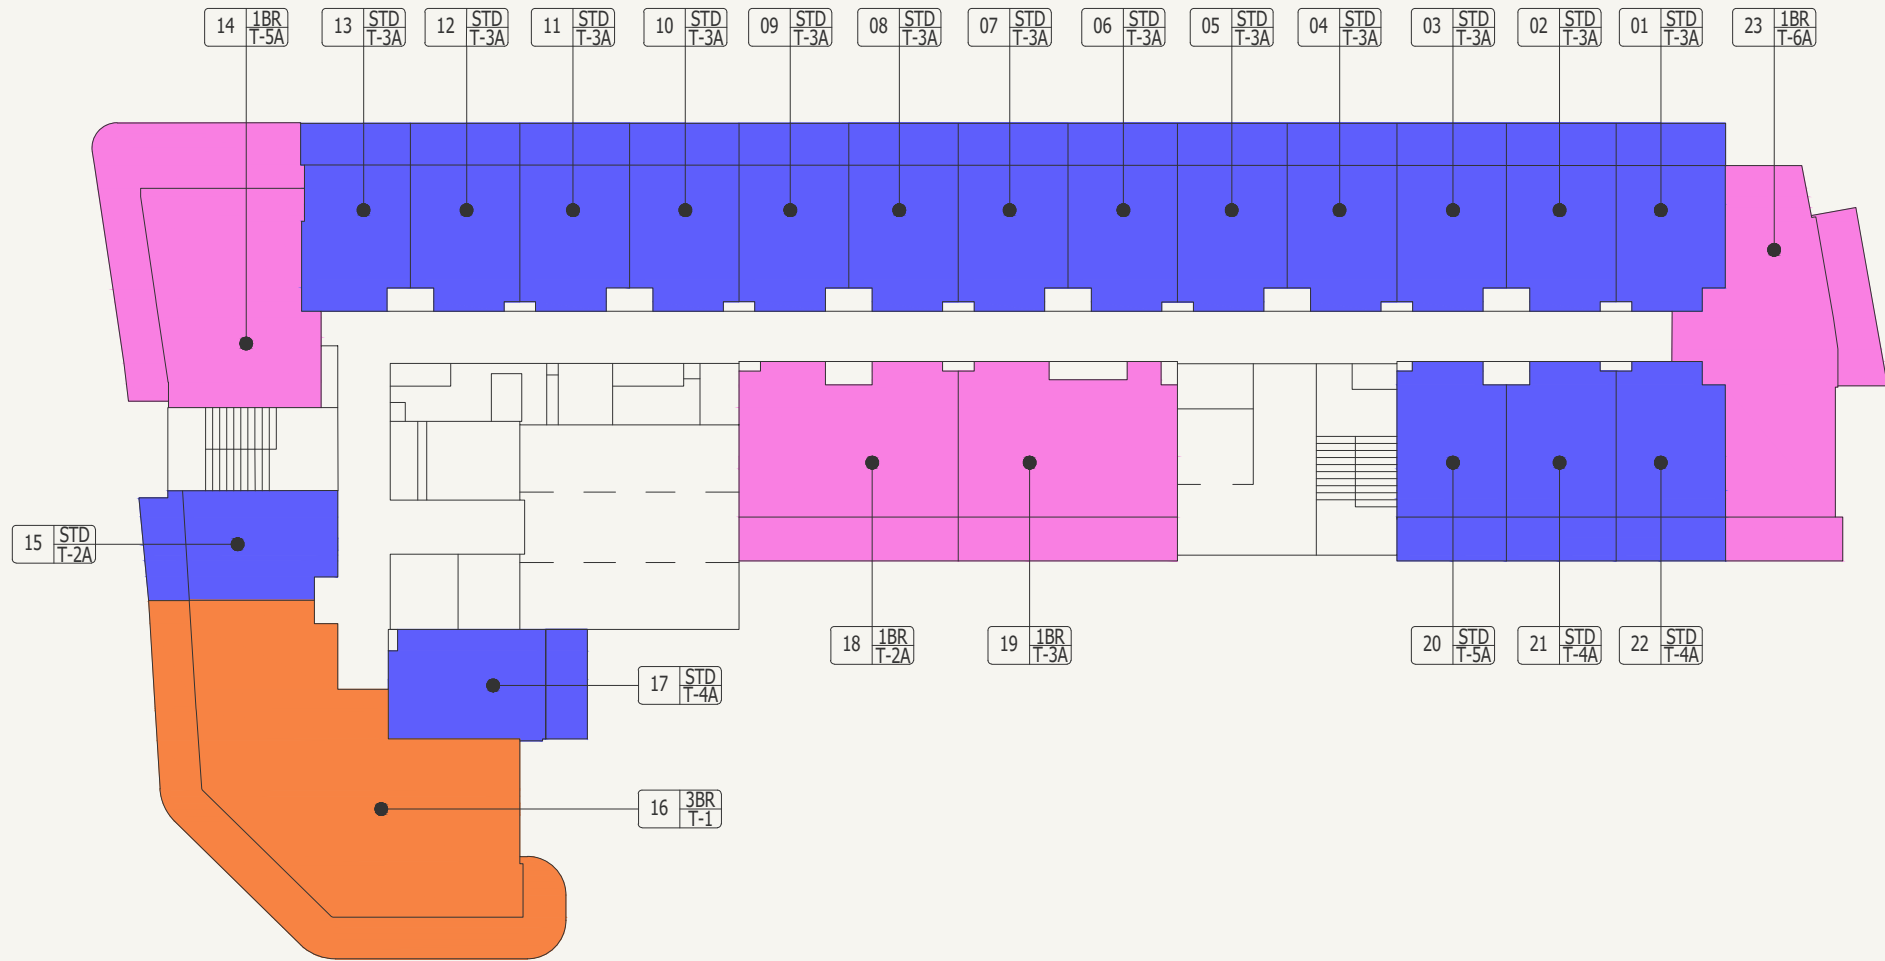 14 1BR
T-5A
13 STD
T-3A
12 STD
T-3A
11 STD
T-3A
10 STD
T-3A
09 STD
T-3A
08 STD
T-3A
07 STD
T-3A
06 STD
T-3A
05 STD
T-3A
04 STD
T-3A
03 STD
T-3A
02 STD
T-3A
01 STD
T-3A
23 1BR
T-6A
15 STD
T-2A
18 1BR
T-2A
19 1BR
T-3A
20 STD
T-5A
21 STD
T-4A
22 STD
T-4A
17 STD
T-4A
16 3BR
T-1